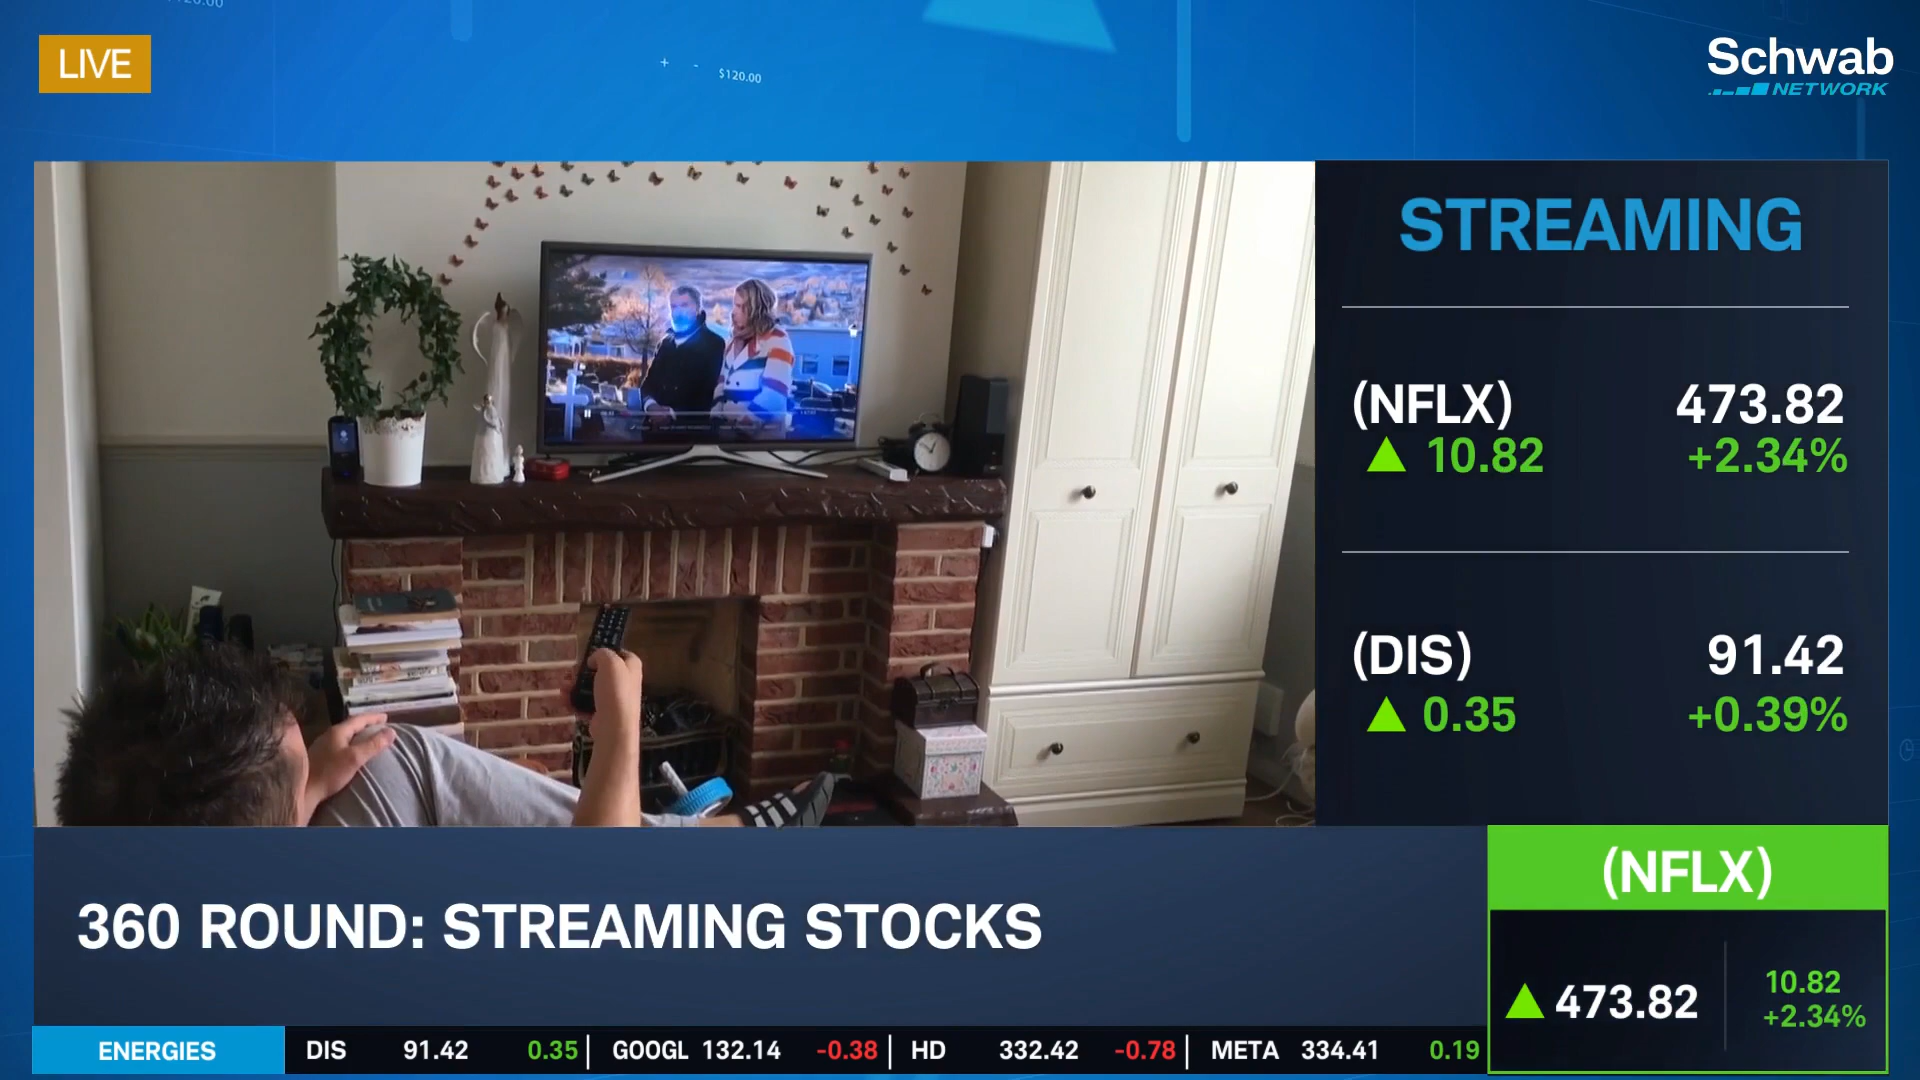 $120.00
LIVE
+ - $120.00
Schwab
NETWORK
STREAMING
(NFLX) 473.82
▲ 10.82 +2.34%
(DIS) 91.42
▲ 0.35 +0.39%
360 ROUND: STREAMING STOCKS
(NFLX)
▲ 473.82
10.82
+2.34%
ENERGIES DIS 91.42 0.35 | GOOGL 132.14 -0.38 | HD 332.42 -0.78 | META 334.41 0.19